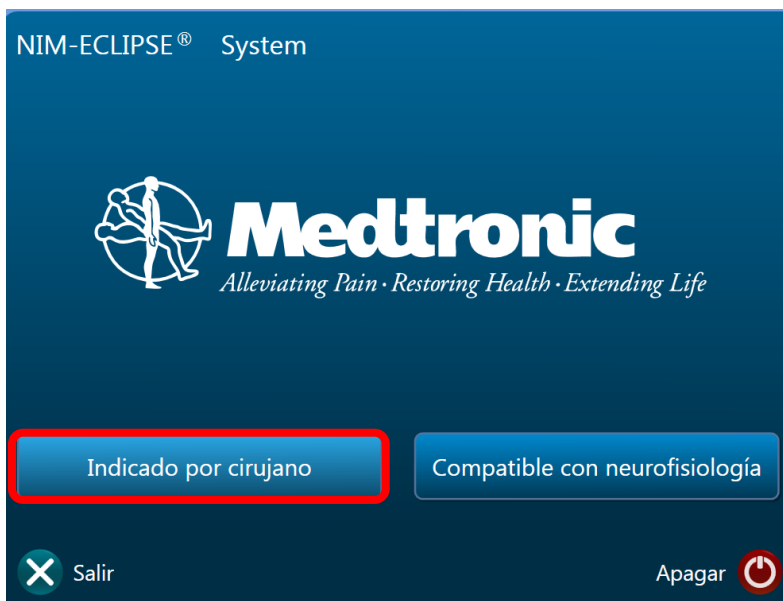 NIM-ECLIPSE® System
Medtronic
Alleviating Pain · Restoring Health · Extending Life
Indicado por cirujano
Compatible con neurofisiología
Salir
Apagar